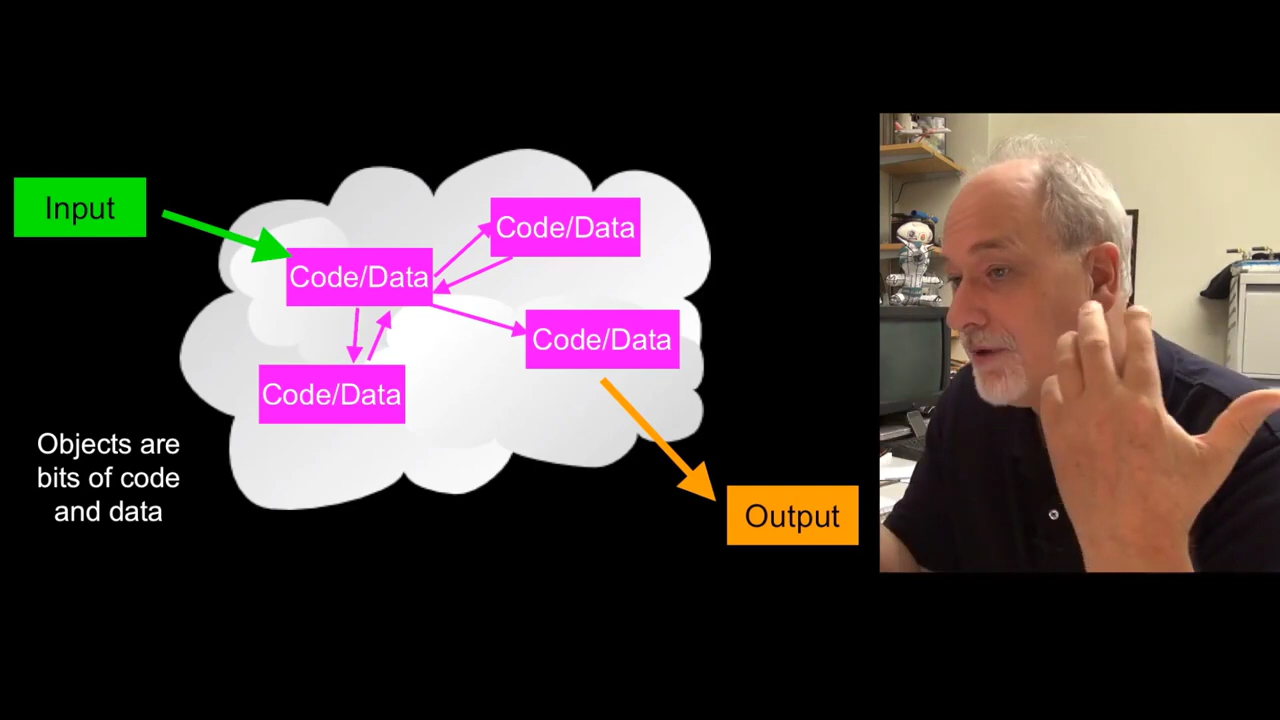 Input
Code/Data
Code/Data
Code/Data
Code/Data
Objects are
bits of code
and data
Output